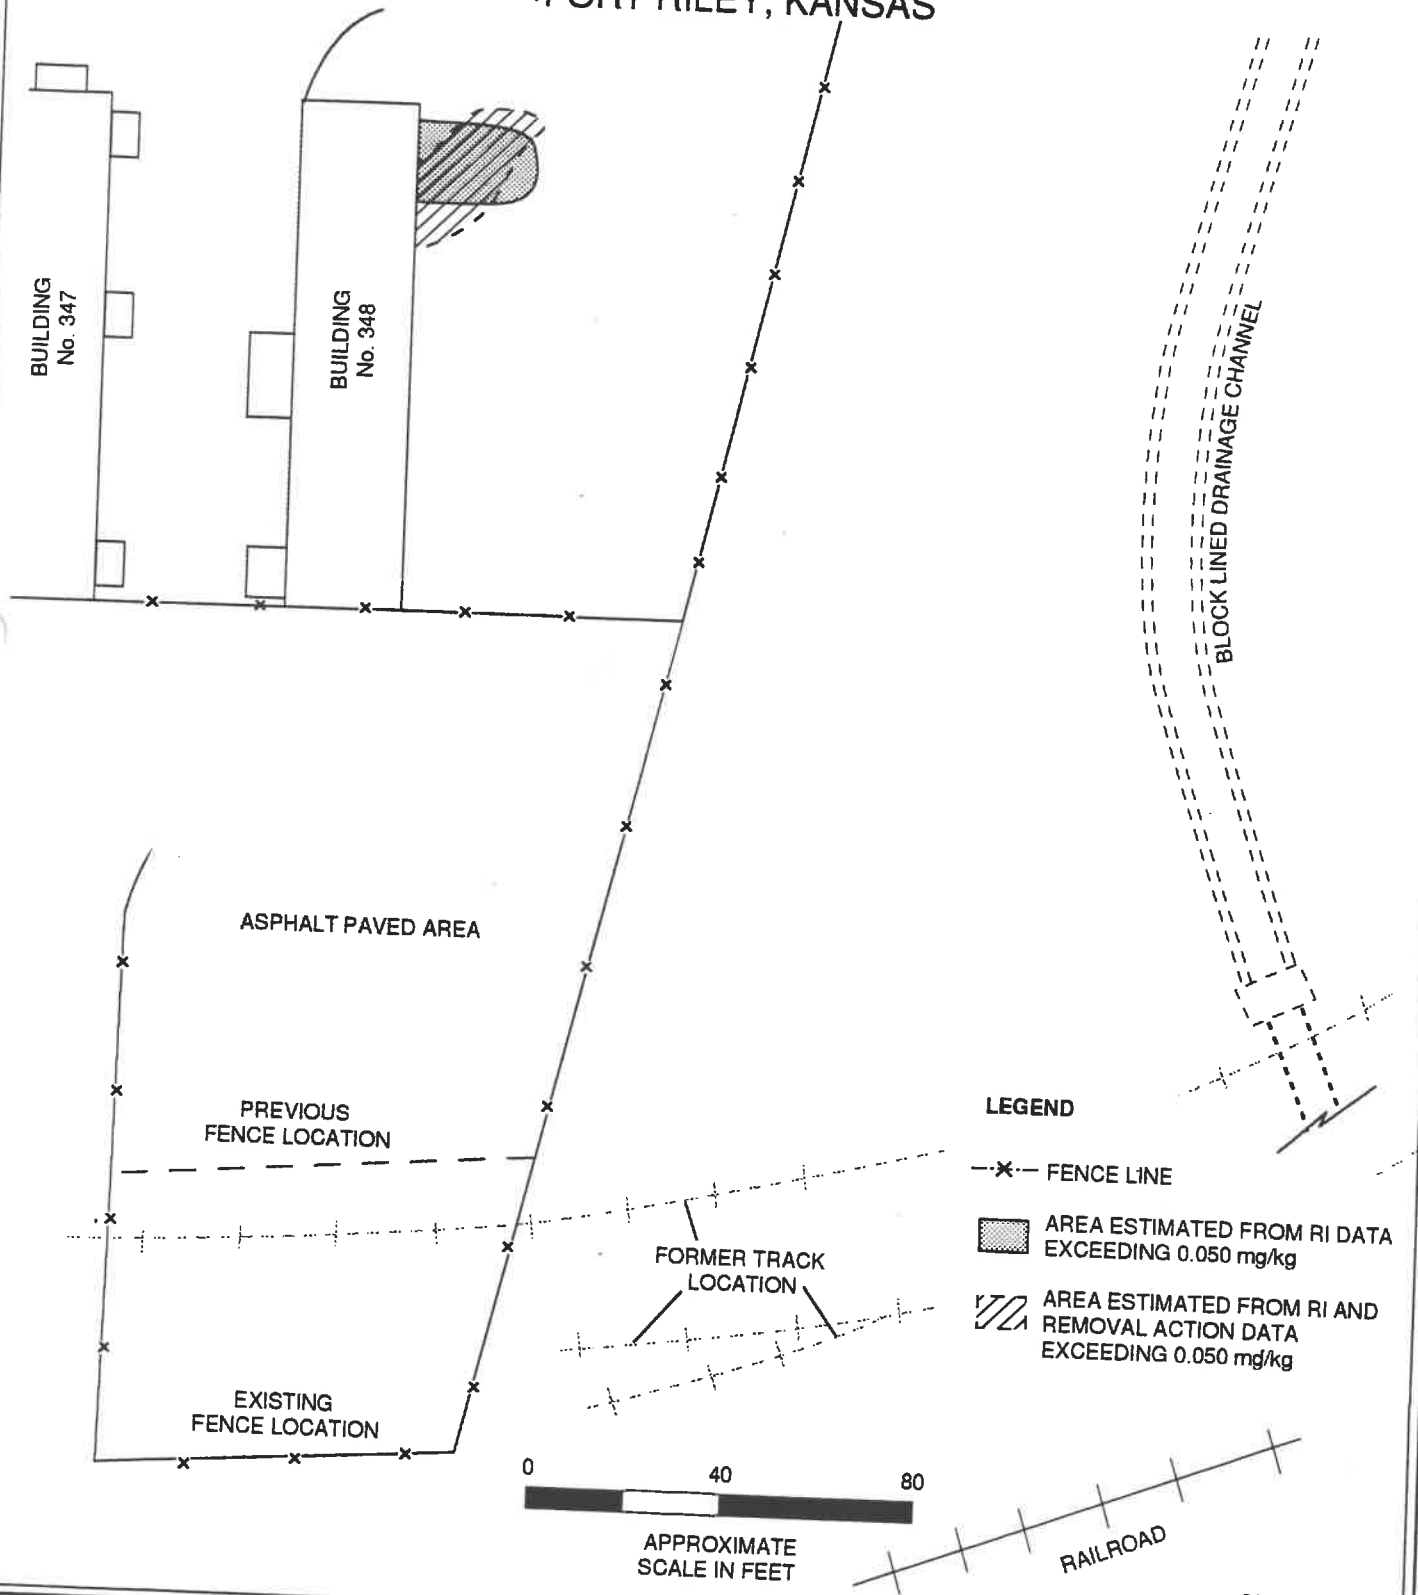 FORT RILEY, KANSAS
BUILDING
No. 347
BUILDING
No. 348
BLOCK LINED DRAINAGE CHANNEL
ASPHALT PAVED AREA
PREVIOUS
FENCE LOCATION
LEGEND
FENCE LINE
AREA ESTIMATED FROM RI DATA
EXCEEDING 0.050 mg/kg
AREA ESTIMATED FROM RI AND
REMOVAL ACTION DATA
EXCEEDING 0.050 mg/kg
FORMER TRACK
LOCATION
EXISTING
FENCE LOCATION
0 40 80
APPROXIMATE
SCALE IN FEET
RAILROAD